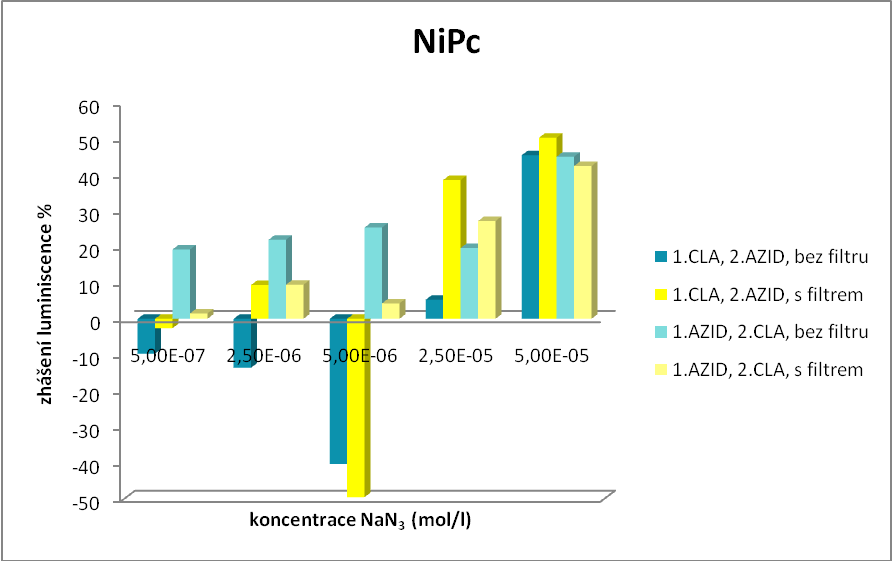 NiPc
60
50
40
30
20
10
0
-10
-20
-30
-40
-50
zhášení luminiscence %
5,00E-07 2,50E-06 5,00E-06 2,50E-05 5,00E-05
koncentrace NaN₃ (mol/l)
1.CLA, 2.AZID, bez filtru
1.CLA, 2.AZID, s filtrem
1.AZID, 2.CLA, bez filtru
1.AZID, 2.CLA, s filtrem